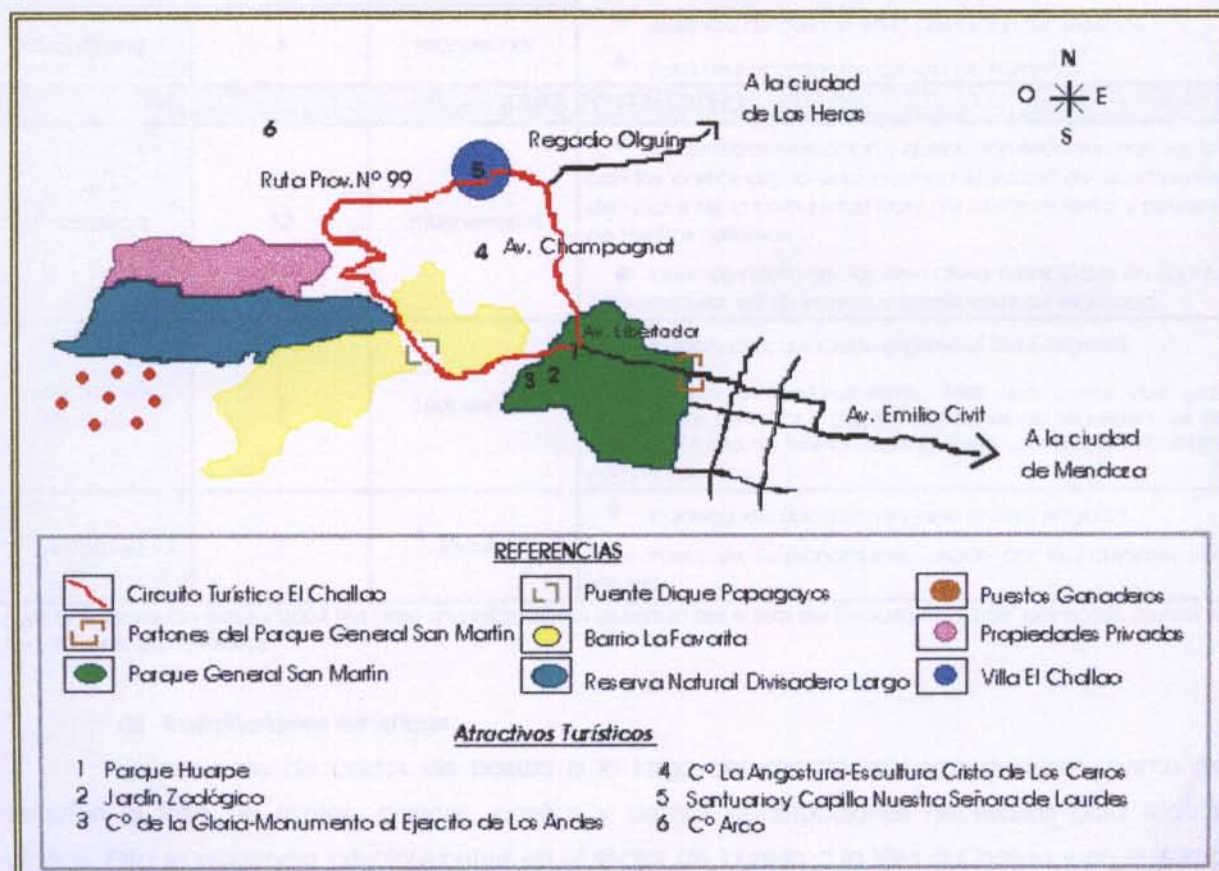 N
O E
S
A la ciudad
de Las Heras
6
Regadio Olguín
5
Ruta Prov. Nº 99
4
Av. Champagnat
Av. Libertador
3 2
Av. Emilio Civit
A la ciudad
de Mendoza
REFERENCIAS
Circuito Turístico El Challao
Puente Dique Papagayos
Puestos Ganaderos
Portones del Parque General San Martín
Barrio La Favorita
Propiedades Privadas
Parque General San Martín
Reserva Natural Divisadero Largo
Villa El Challao
Atractivos Turísticos
1 Parque Huarpe
2 Jardín Zoológico
3 Cº de la Gloria-Monumento al Ejercito de Los Andes
4 Cº La Angostura-Escultura Cristo de Los Cerros
5 Santuario y Capilla Nuestra Señora de Lourdes
6 Cº Arco